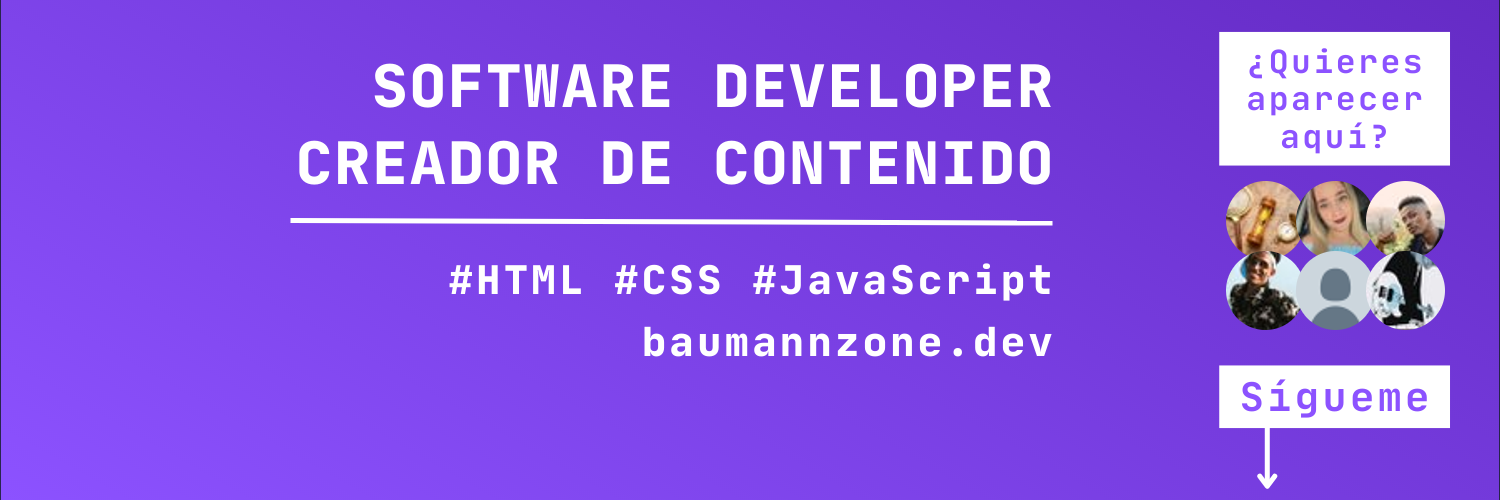 SOFTWARE DEVELOPER
CREADOR DE CONTENIDO
#HTML #CSS #JavaScript
baumannzone.dev
¿Quieres
aparecer
aquí?
Sígueme